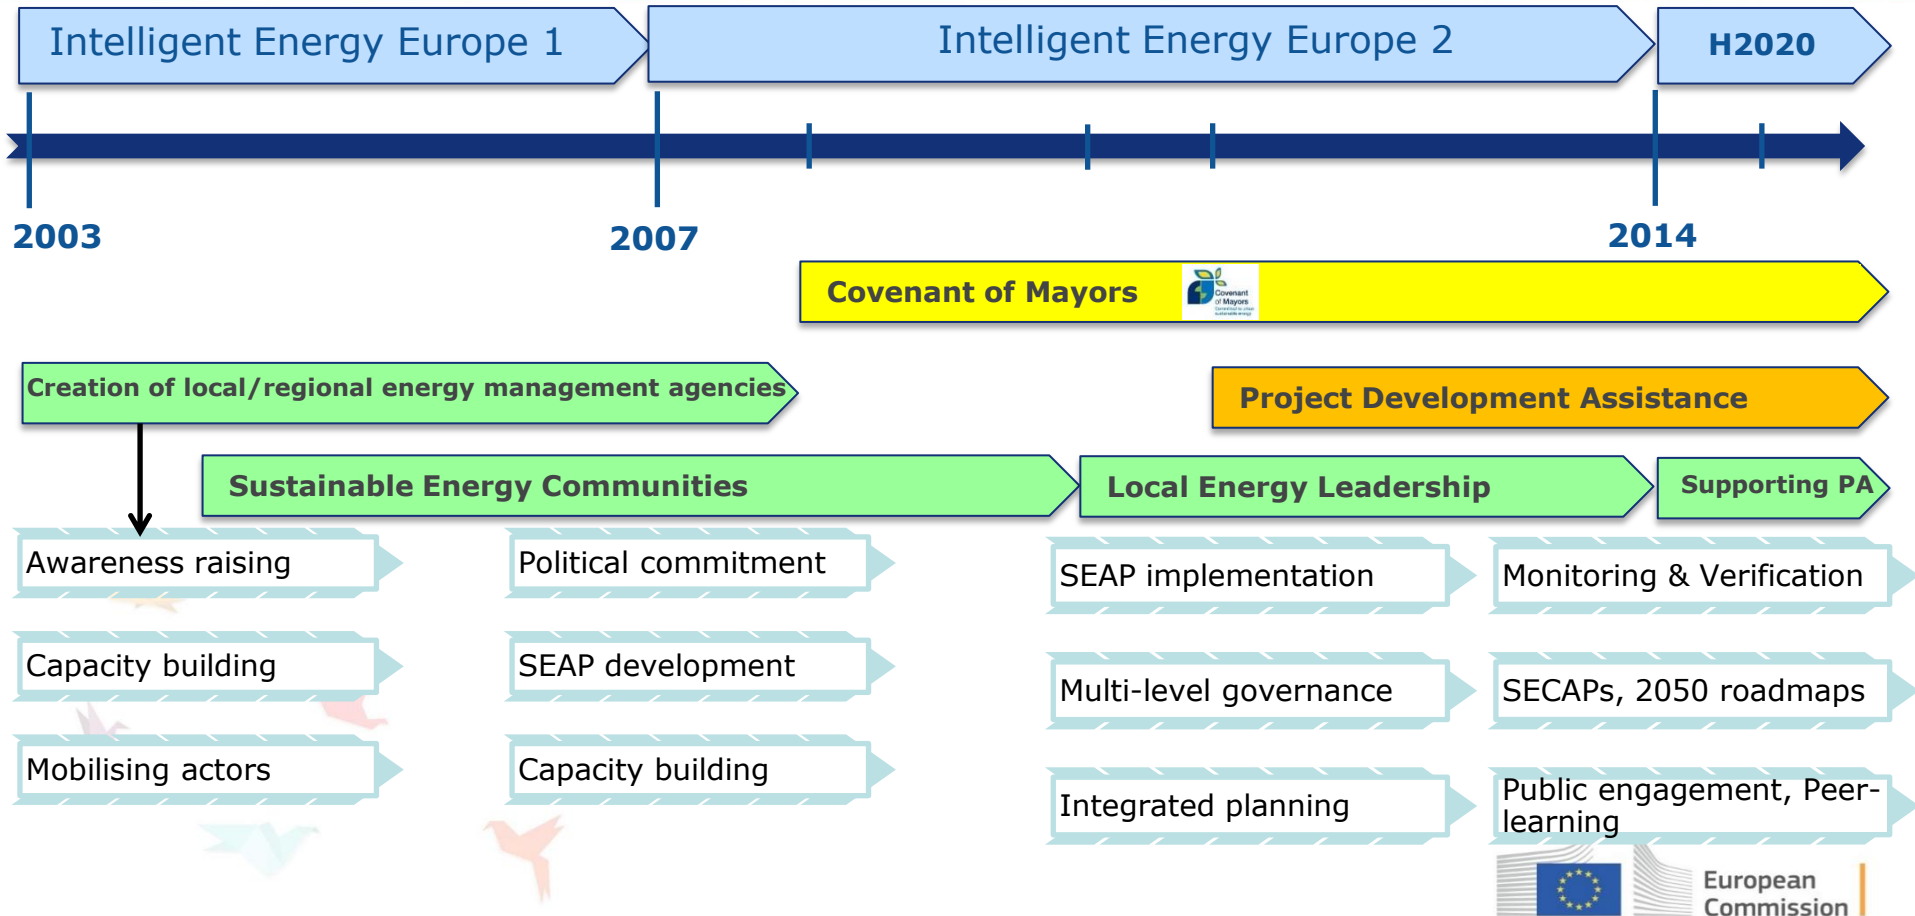 Intelligent Energy Europe 1
Intelligent Energy Europe 2
H2020
2003
2007
2014
Covenant of Mayors
Covenant
of Mayors
Creation of local/regional energy management agencies
Project Development Assistance
Sustainable Energy Communities
Local Energy Leadership
Supporting PA
Awareness raising
Capacity building
Mobilising actors
Political commitment
SEAP development
Capacity building
SEAP implementation
Multi-level governance
Integrated planning
Monitoring & Verification
SECAPs, 2050 roadmaps
Public engagement, Peer-
learning
European
Commission